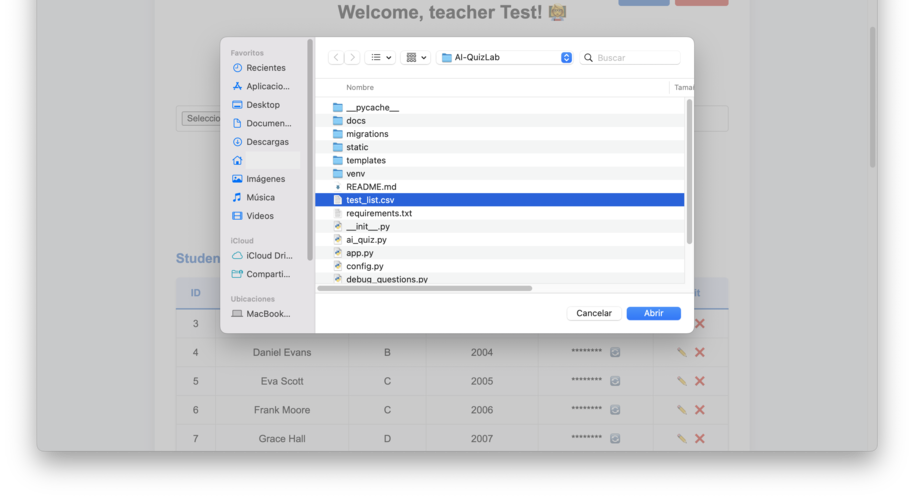 Welcome, teacher Test!
Favoritos
Recientes
Aplicacio...
Desktop
Documen...
Descargas
Imágenes
Música
Videos
iCloud
iCloud Dri...
Comparti...
Ubicaciones
MacBook...
AI-QuizLab
Buscar
Nombre
__pycache__
docs
migrations
static
templates
venv
README.md
test_list.csv
requirements.txt
__init__.py
ai_quiz.py
app.py
config.py
debug_questions.py
Cancelar Abrir
ID
3
4 Daniel Evans B 2004 ********
5 Eva Scott C 2005 ********
6 Frank Moore C 2006 ********
7 Grace Hall D 2007 ********